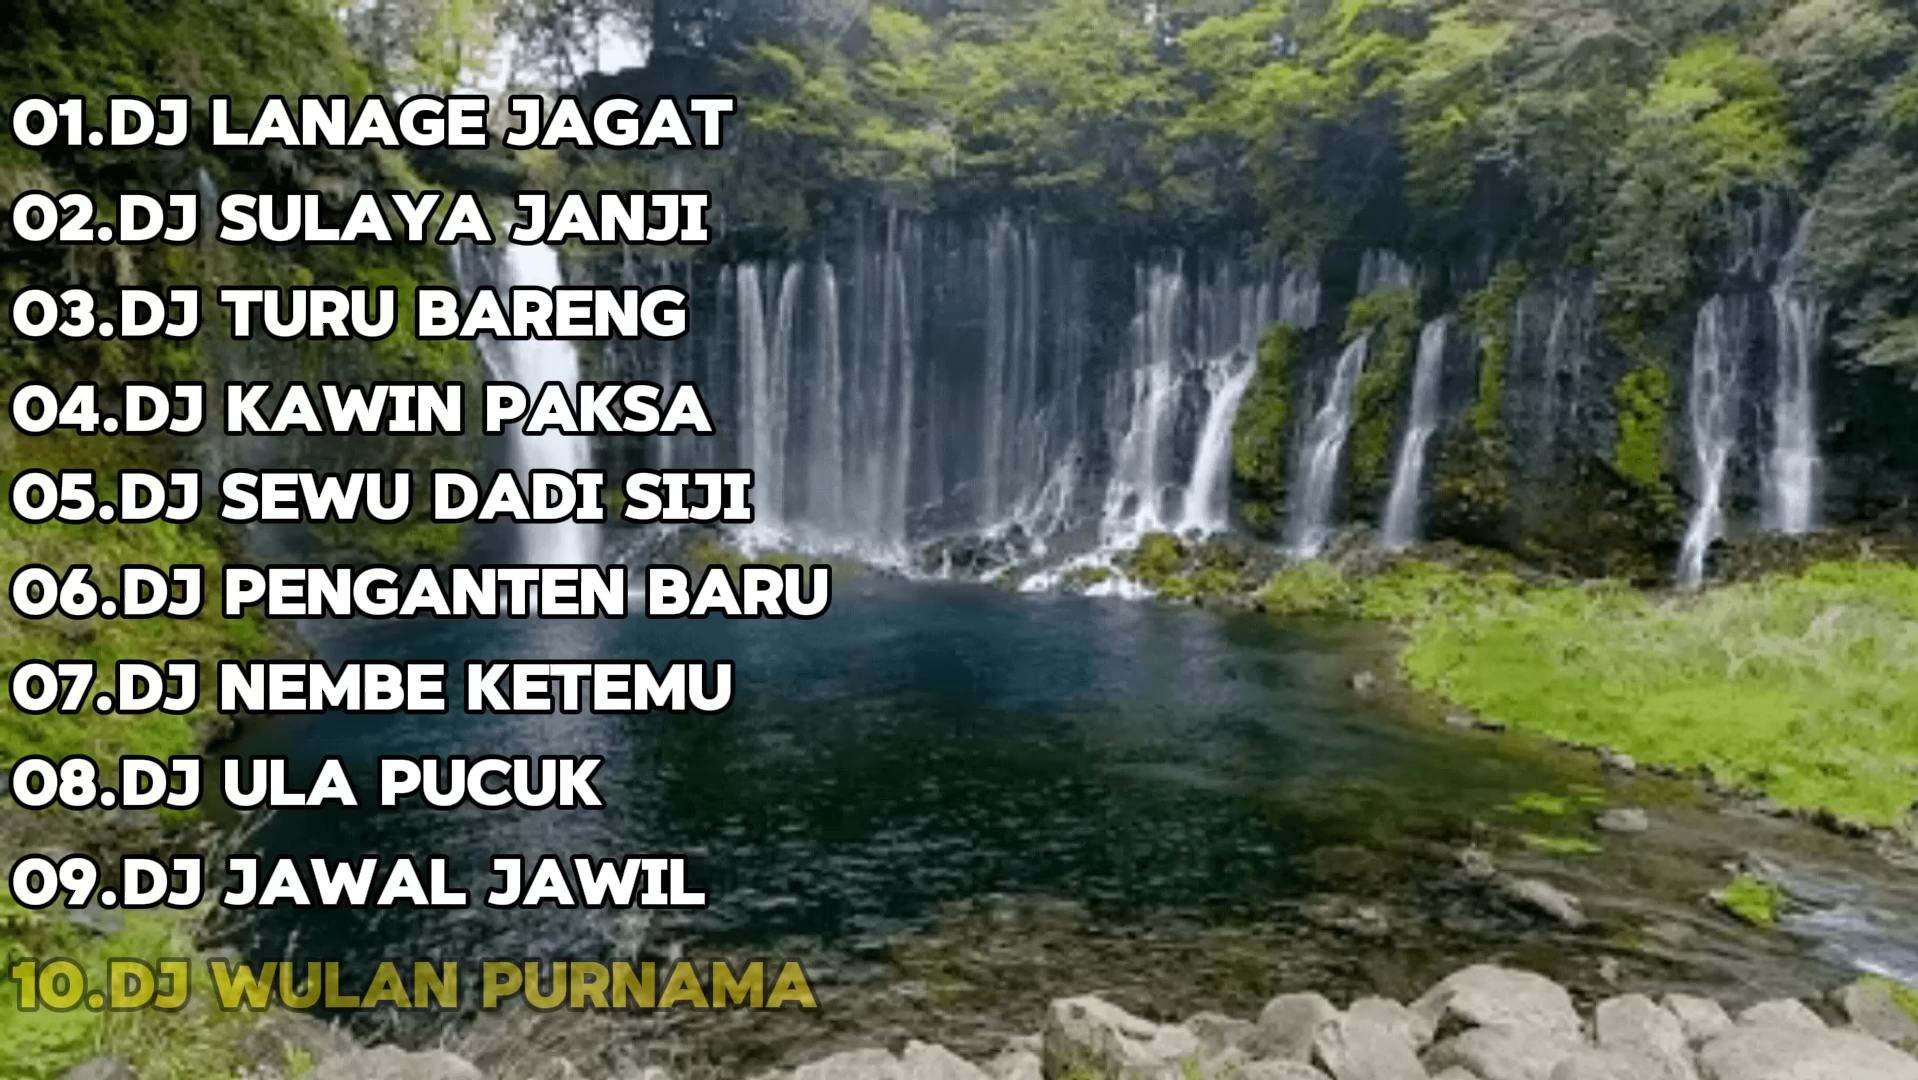 01.DJ LANAGE JAGAT
02.DJ SULAYA JANJI
03.DJ TURU BARENG
04.DJ KAWIN PAKSA
05.DJ SEWU DADI SIJI
06.DJ PENGANTEN BARU
07.DJ NEMBE KETEMU
08.DJ ULA PUCUK
09.DJ JAWAL JAWIL
10.DJ WULAN PURNAMA